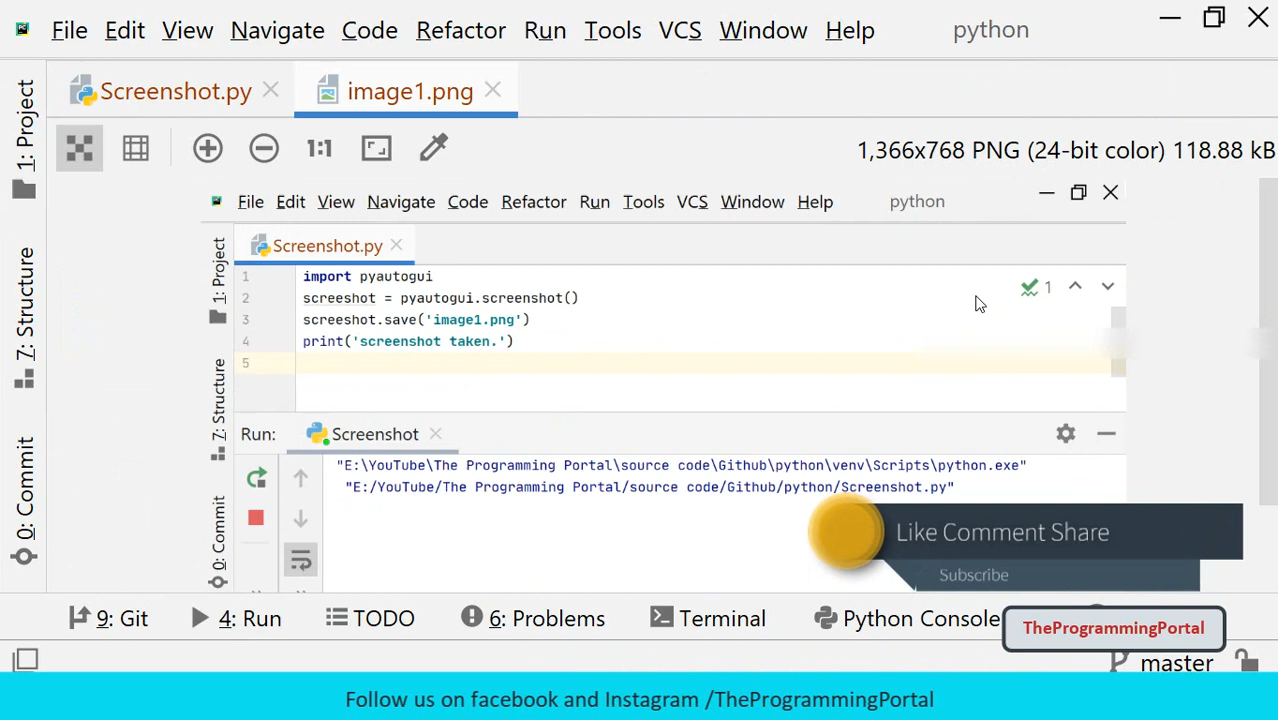 File Edit View Navigate Code Refactor Run Tools VCS Window Help python
Screenshot.py image1.png
1:1 1,366x768 PNG (24-bit color) 118.88 kB
1: Project
7: Structure
0: Commit
File Edit View Navigate Code Refactor Run Tools VCS Window Help python
Screenshot.py
1: Project
7: Structure
0: Commit
1 import pyautogui
2 screeshot = pyautogui.screenshot()
3 screeshot.save('image1.png')
4 print('screenshot taken.')
5
1
Run: Screenshot
"E:\YouTube\The Programming Portal\source code\Github\python\venv\Scripts\python.exe"
"E:/YouTube/The Programming Portal/source code/Github/python/Screenshot.py"
Like Comment Share
Subscribe
9: Git 4: Run TODO 6: Problems Terminal Python Console
TheProgrammingPortal
master
Follow us on facebook and Instagram /TheProgrammingPortal